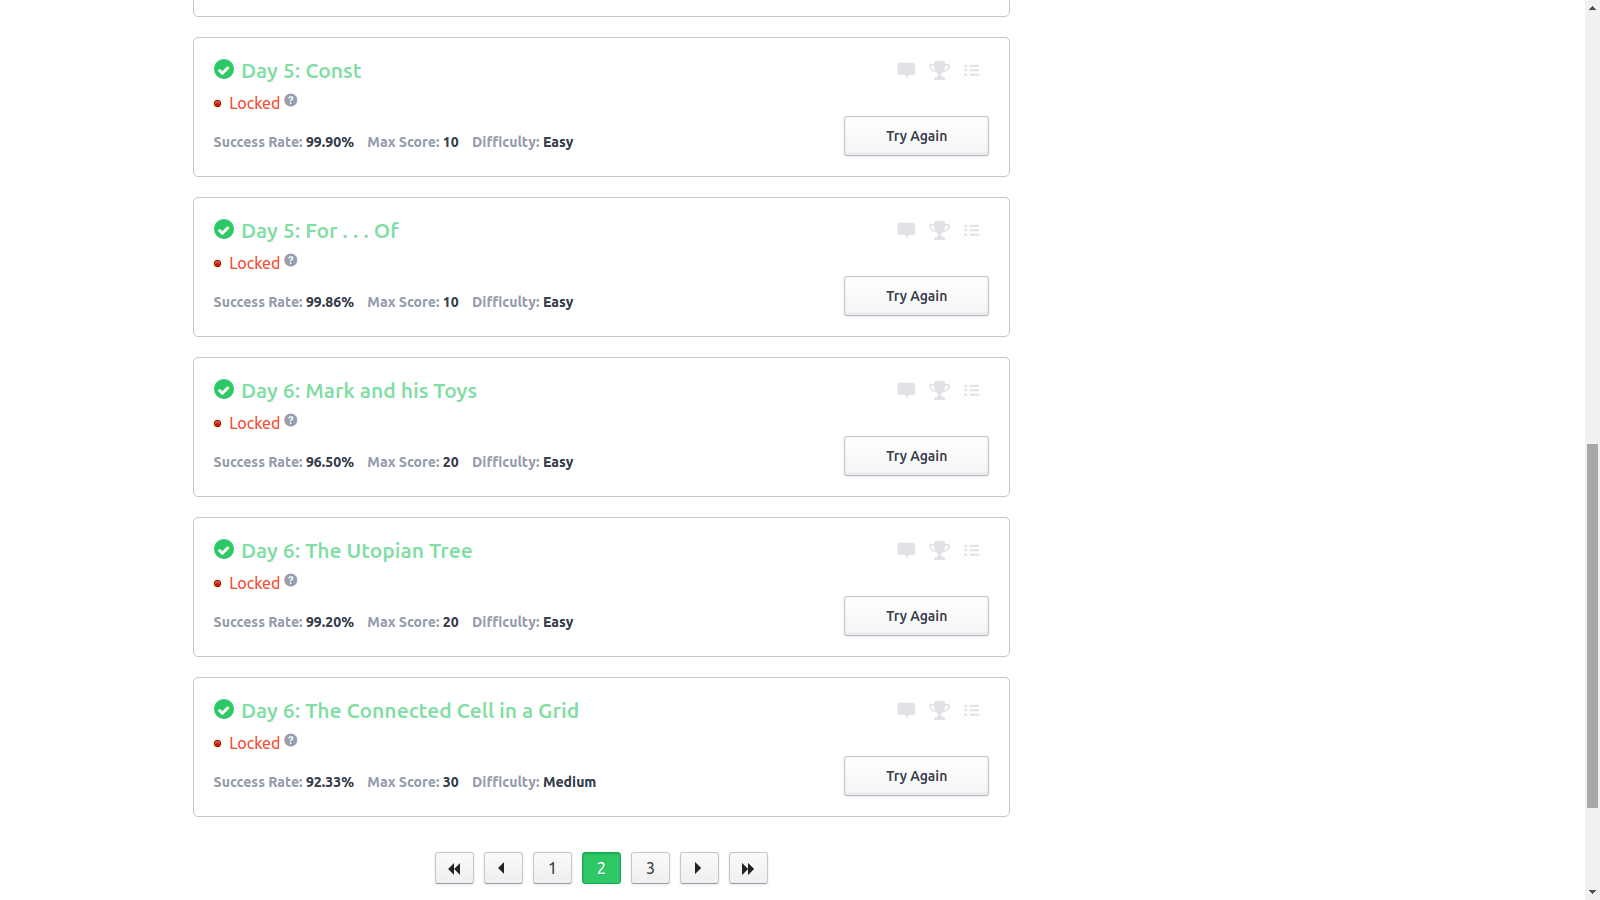 Day 5: Const
Locked ?
Success Rate: 99.90% Max Score: 10 Difficulty: Easy
Try Again
Day 5: For . . . Of
Locked ?
Success Rate: 99.86% Max Score: 10 Difficulty: Easy
Try Again
Day 6: Mark and his Toys
Locked ?
Success Rate: 96.50% Max Score: 20 Difficulty: Easy
Try Again
Day 6: The Utopian Tree
Locked ?
Success Rate: 99.20% Max Score: 20 Difficulty: Easy
Try Again
Day 6: The Connected Cell in a Grid
Locked ?
Success Rate: 92.33% Max Score: 30 Difficulty: Medium
Try Again
1 2 3